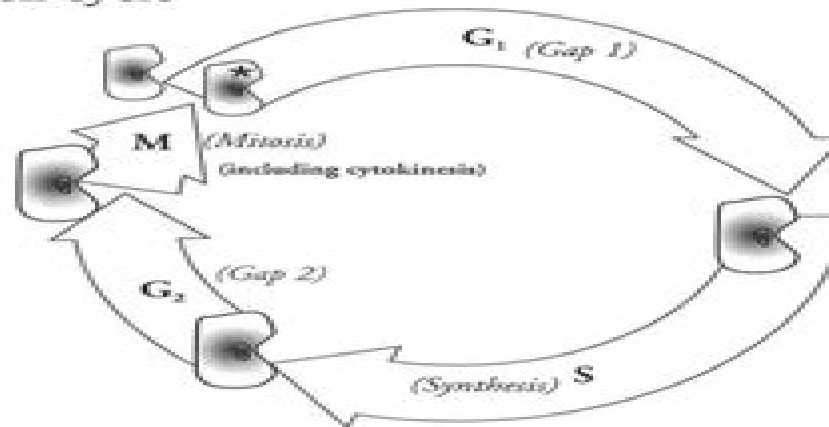 G₁ (Gap 1)
*
M (Mitosis)
(including cytokinesis)
(Gap 2)
G₂
(Synthesis) S